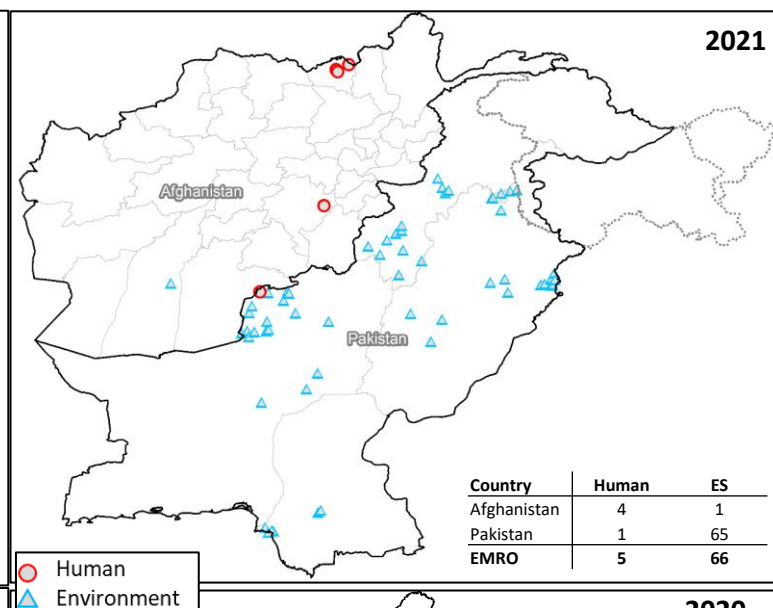 2021
Afghanistan
Pakistan
Country Human ES
Afghanistan 4 1
Pakistan 1 65
EMRO 5 66
Human
Environment